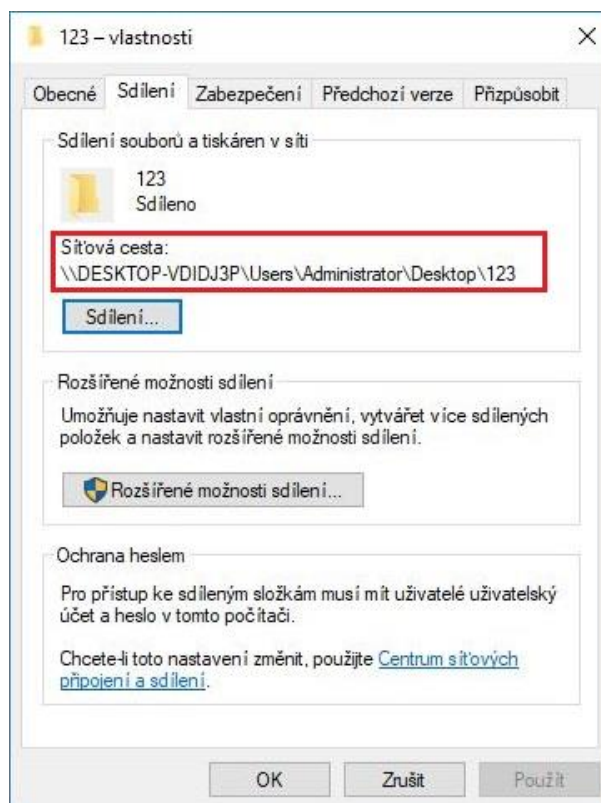 123 – vlastnosti
Obecné Sdílení Zabezpečení Předchozí verze Přizpůsobit
Sdílení souborů a tiskáren v síti
123
Sdíleno
Síťová cesta:
\\DESKTOP-VDIDJ3P\Users\Administrator\Desktop\123
Sdílení...
Rozšířené možnosti sdílení
Umožňuje nastavit vlastní oprávnění, vytvářet více sdílených
položek a nastavit rozšířené možnosti sdílení.
Rozšířené možnosti sdílení...
Ochrana heslem
Pro přístup ke sdíleným složkám musí mít uživatelé uživatelský
účet a heslo v tomto počítači.
Chcete-li toto nastavení změnit, použijte Centrum síťových
připojení a sdílení.
OK Zrušit Použít